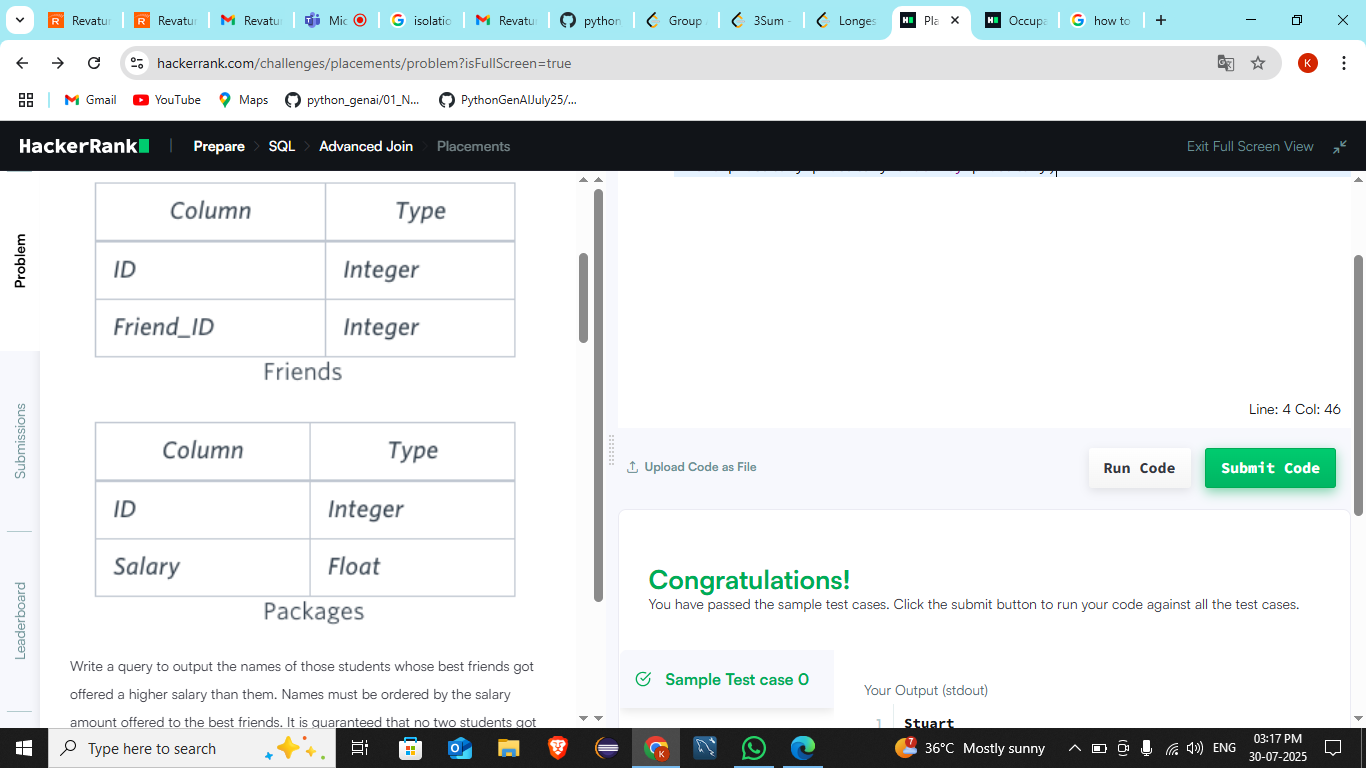 Revatur
Revatur
Revatur
Mic
isolatio
Revatur
python
Group
3Sum -
Longes
Pla
Occupa
how to
hackerrank.com/challenges/placements/problem?isFullScreen=true
K
Gmail
YouTube
Maps
python_genai/01_N...
PythonGenAIJuly25/...
HackerRank
Prepare
SQL
Advanced Join
Placements
Exit Full Screen View
Problem
Submissions
Leaderboard
Column Type
ID Integer
Friend_ID Integer
Friends
Column Type
ID Integer
Salary Float
Packages
Write a query to output the names of those students whose best friends got
offered a higher salary than them. Names must be ordered by the salary
amount offered to the best friends. It is guaranteed that no two students got
Line: 4 Col: 46
Upload Code as File
Run Code
Submit Code
Congratulations!
You have passed the sample test cases. Click the submit button to run your code against all the test cases.
Sample Test case 0
Your Output (stdout)
1 Stuart
Type here to search
7
36°C Mostly sunny
ENG
03:17 PM
30-07-2025